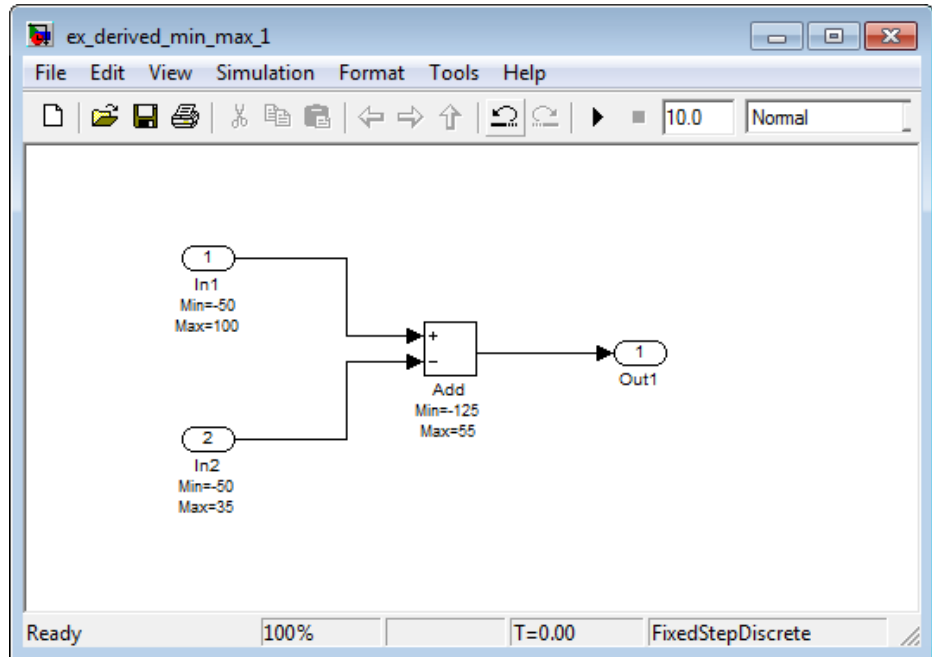 ex_derived_min_max_1
File Edit View Simulation Format Tools Help
10.0 Normal
1
In1
Min=-50
Max=100
+
−
Add
Min=-125
Max=55
1
Out1
2
In2
Min=-50
Max=35
Ready 100% T=0.00 FixedStepDiscrete